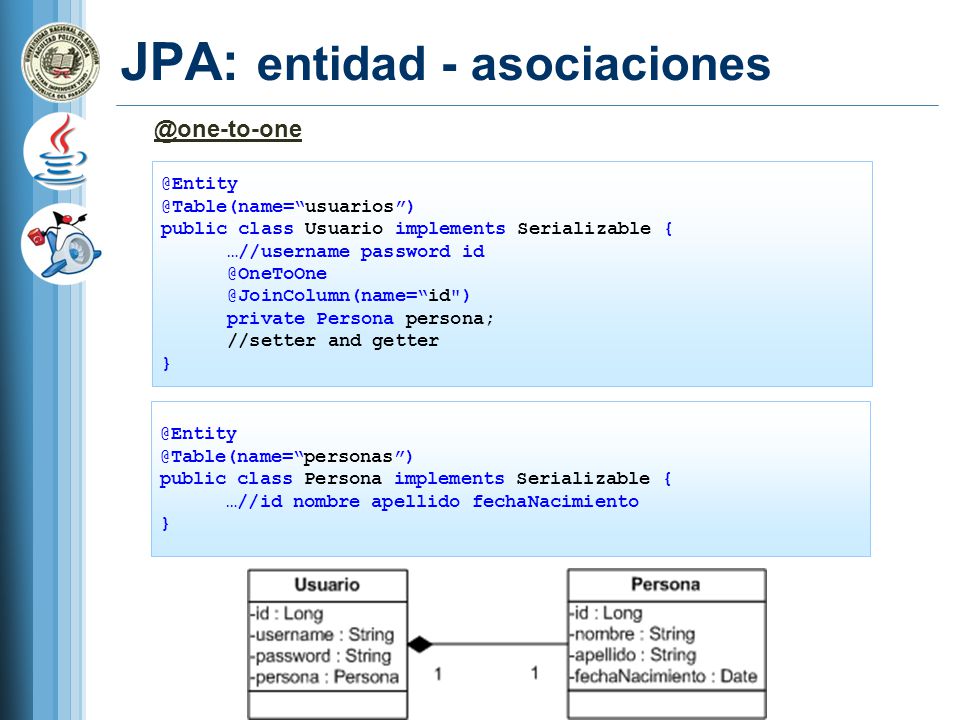 JPA: entidad - asociaciones
@one-to-one
@Entity
@Table(name=“usuarios”)
public class Usuario implements Serializable {
…//username password id
@OneToOne
@JoinColumn(name=“id")
private Persona persona;
//setter and getter
}
@Entity
@Table(name=“personas”)
public class Persona implements Serializable {
…//id nombre apellido fechaNacimiento
}
Usuario
-id : Long
-username : String
-password : String
-persona : Persona
1
1
Persona
-id : Long
-nombre : String
-apellido : String
-fechaNacimiento : Date